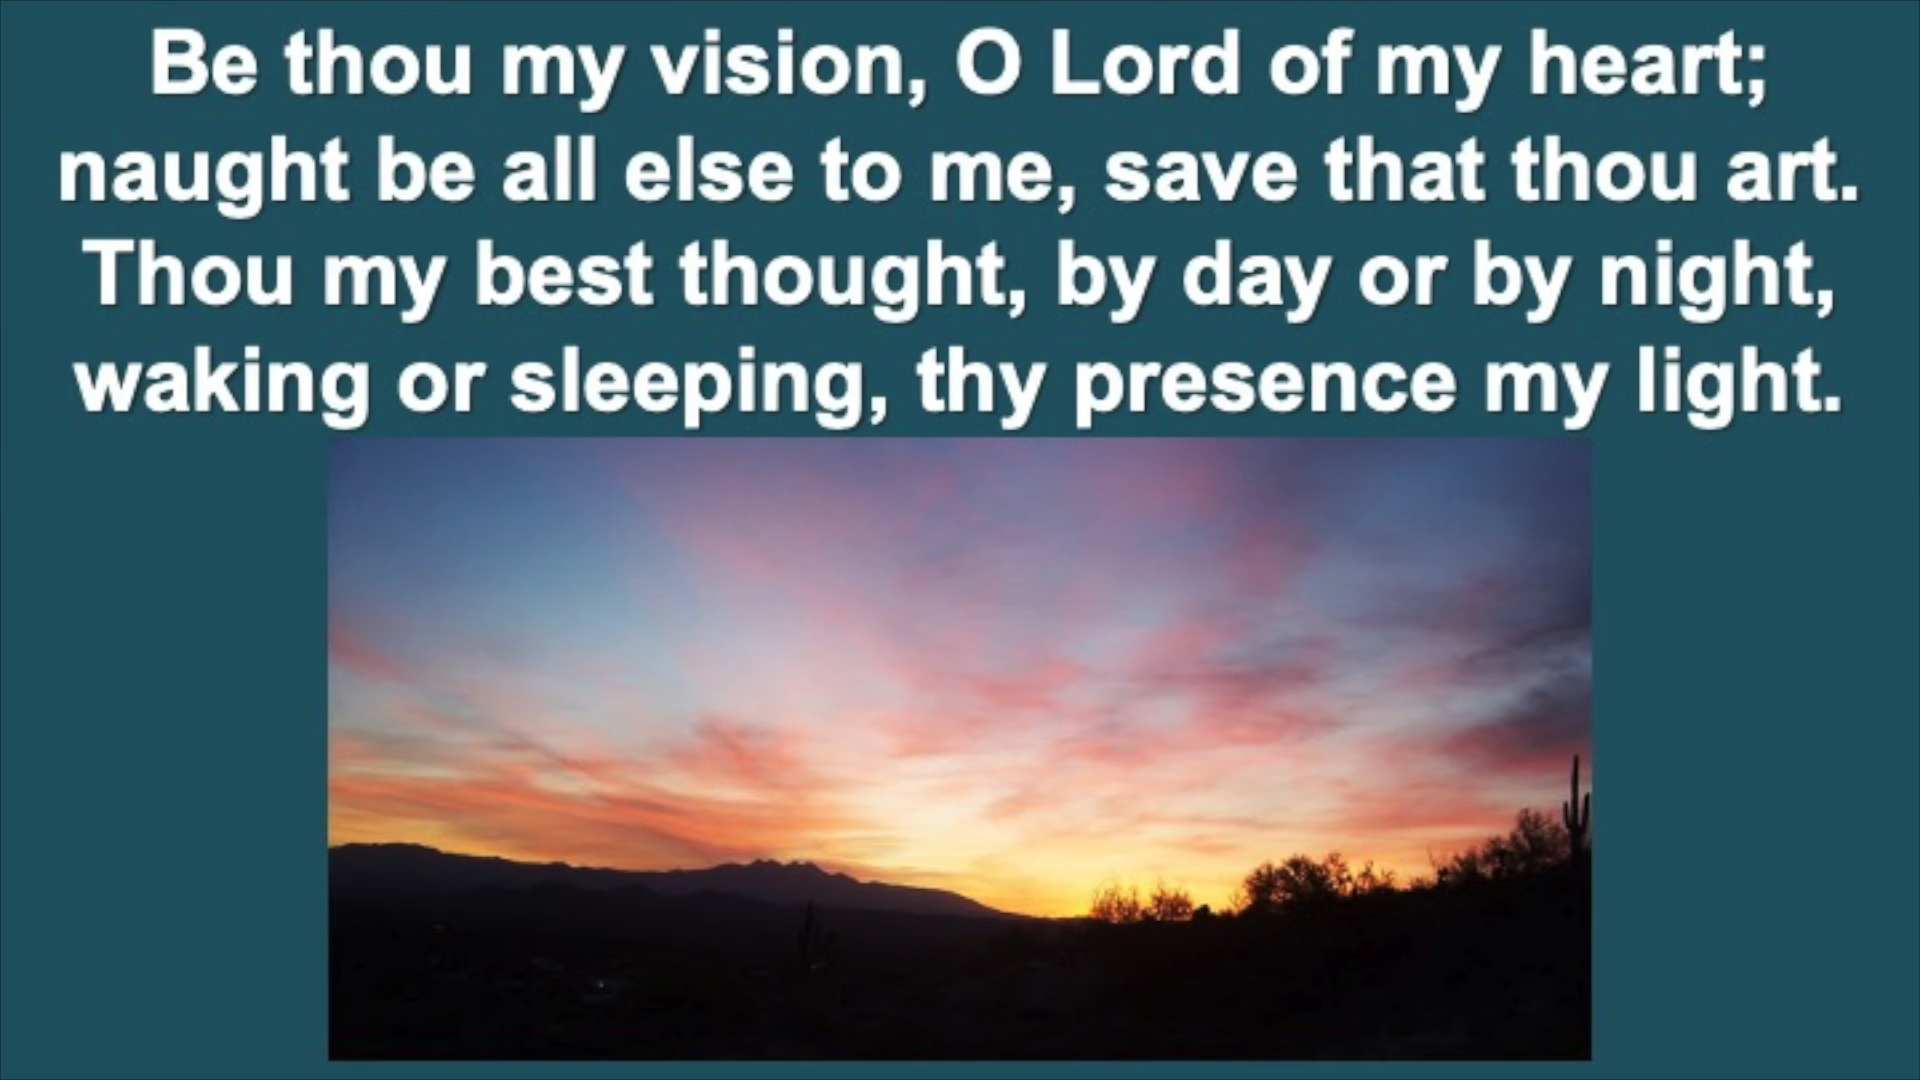 Be thou my vision, O Lord of my heart;
naught be all else to me, save that thou art.
Thou my best thought, by day or by night,
waking or sleeping, thy presence my light.